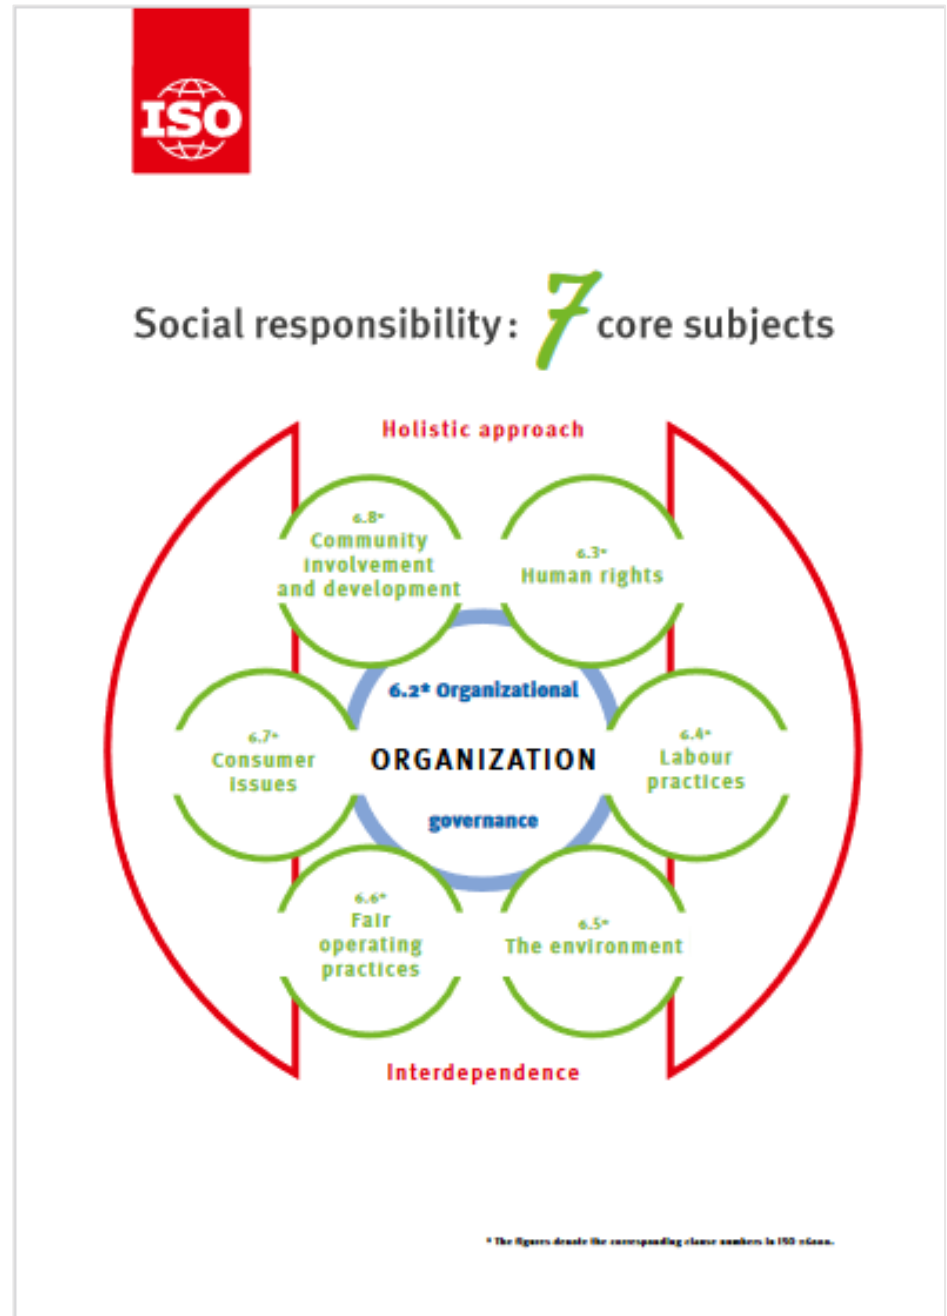 ISO
Social responsibility: 7 core subjects
Holistic approach
6.8*
Community
involvement
and development
6.3*
Human rights
6.2* Organizational
6.7*
Consumer
issues
ORGANIZATION
6.4*
Labour
practices
governance
6.6*
Fair
operating
practices
6.5*
The environment
Interdependence
* The figures denote the corresponding clause numbers in ISO 26000.